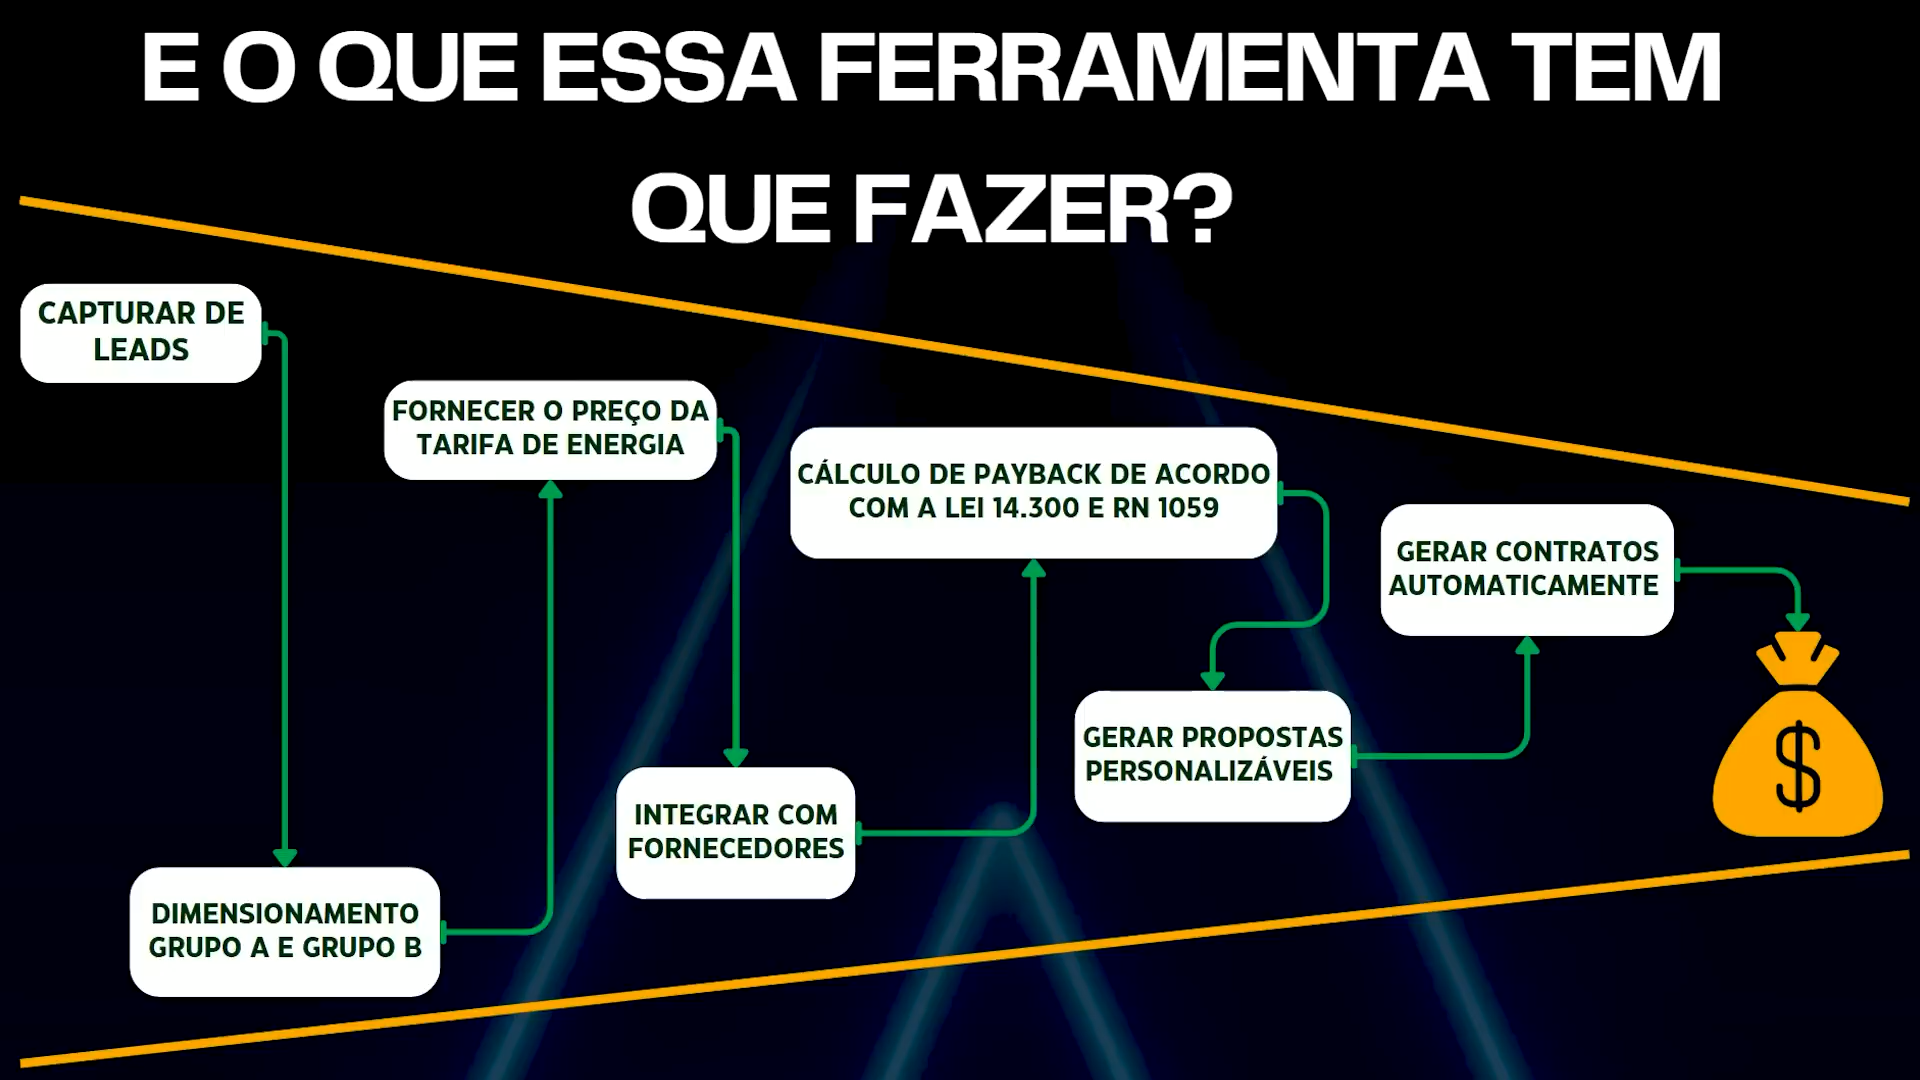 E O QUE ESSA FERRAMENTA TEM
QUE FAZER?
CAPTURAR DE
LEADS
DIMENSIONAMENTO
GRUPO A E GRUPO B
FORNECER O PREÇO DA
TARIFA DE ENERGIA
INTEGRAR COM
FORNECEDORES
CÁLCULO DE PAYBACK DE ACORDO
COM A LEI 14.300 E RN 1059
GERAR PROPOSTAS
PERSONALIZÁVEIS
GERAR CONTRATOS
AUTOMATICAMENTE
$